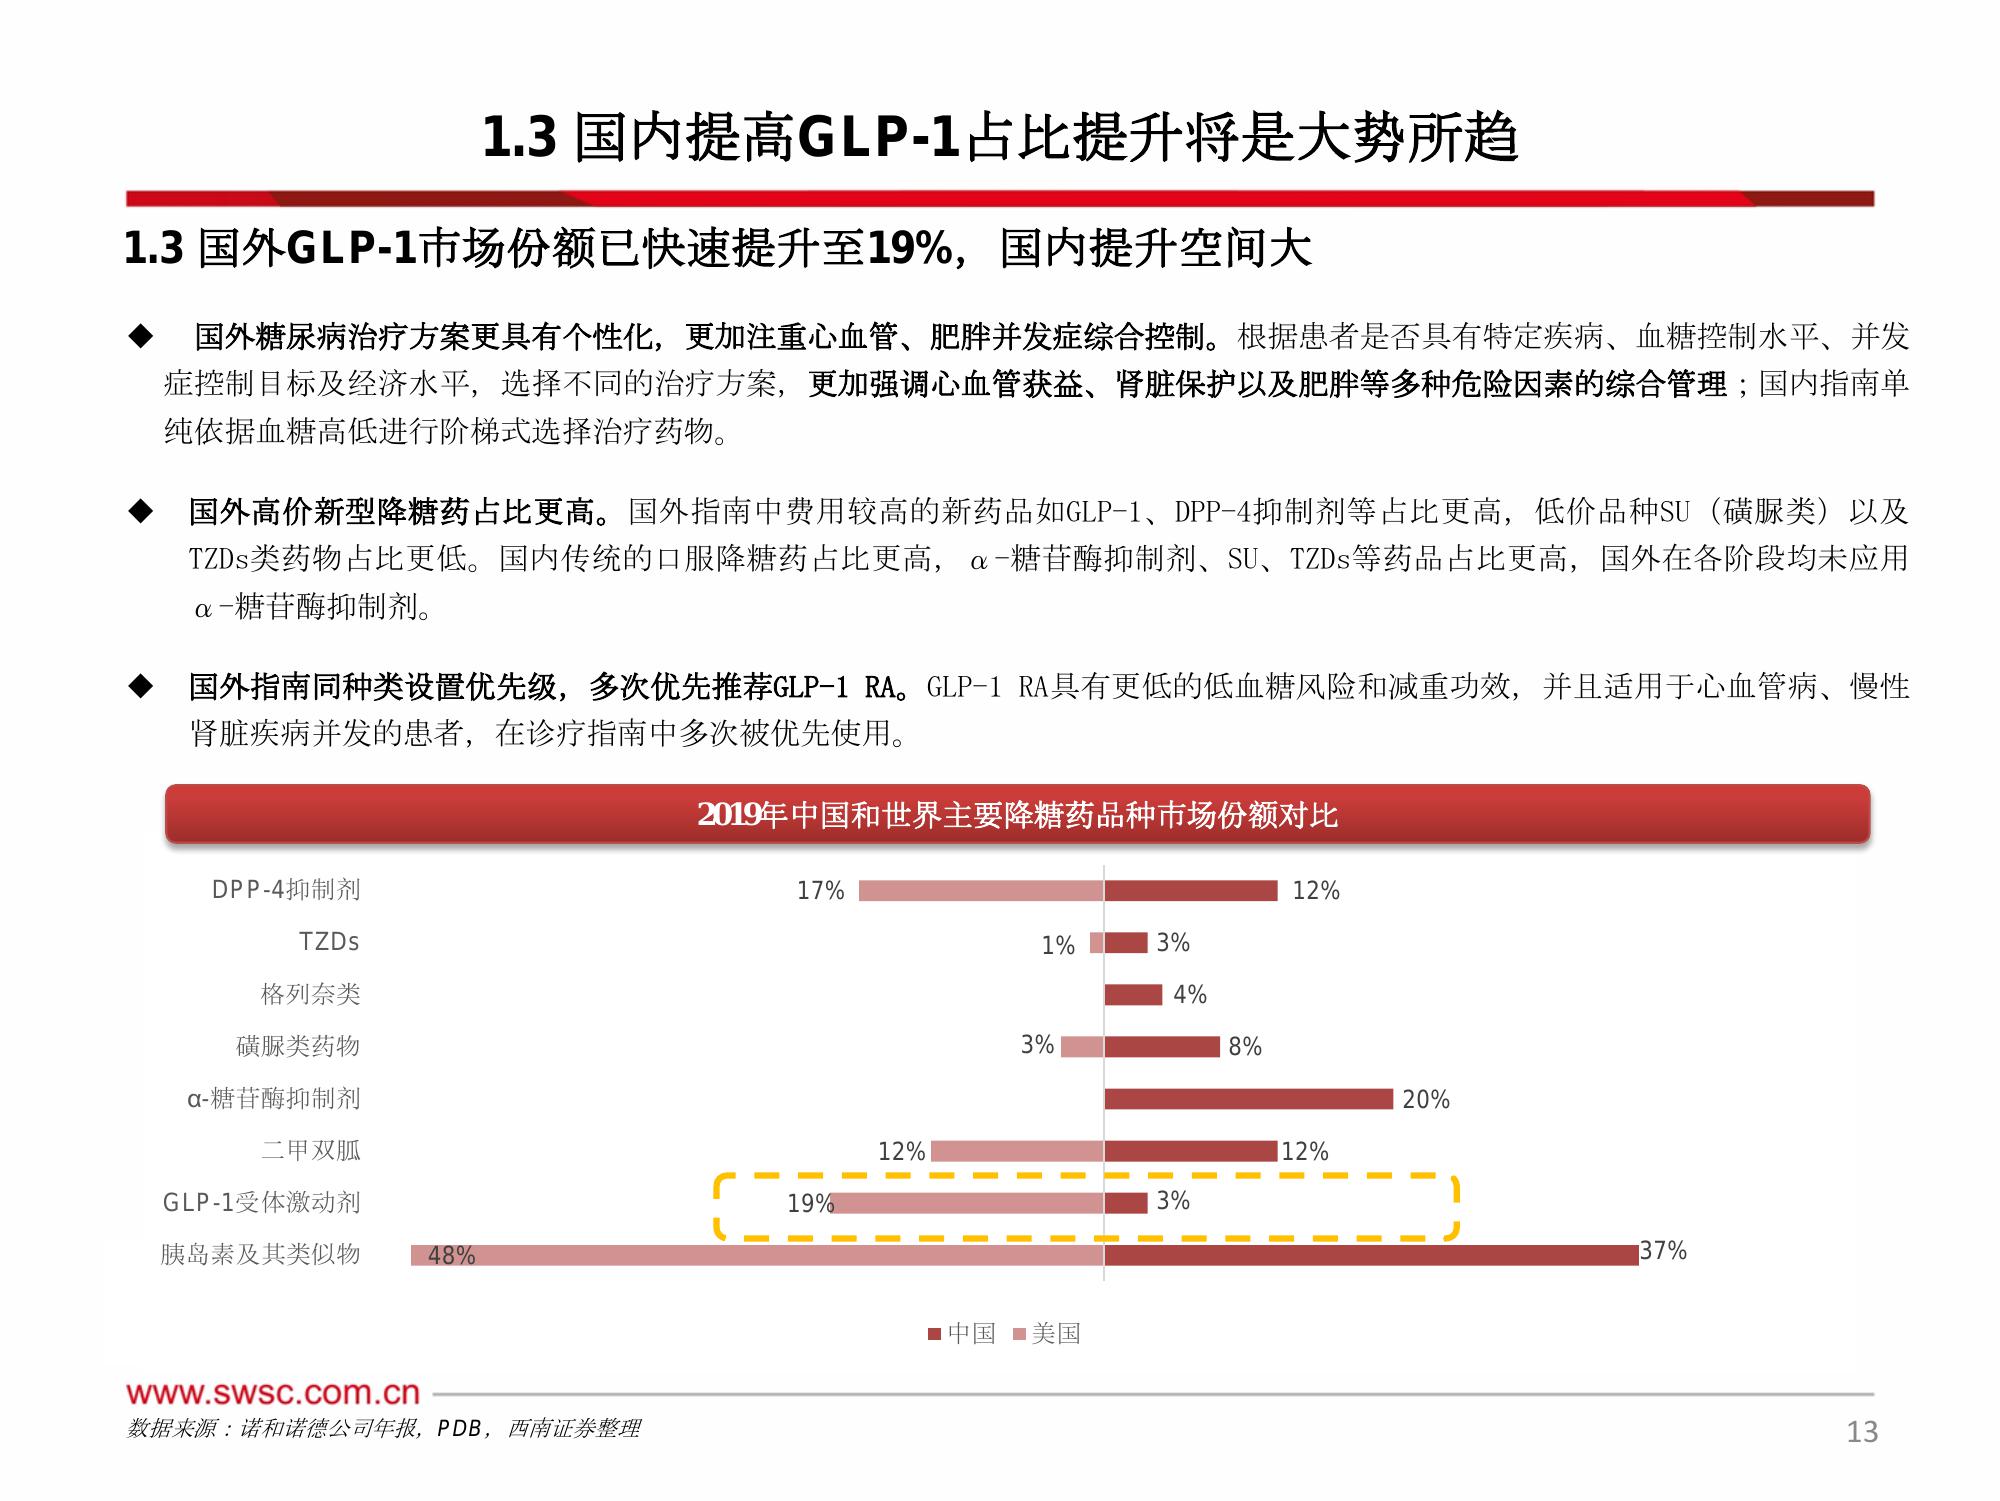 1.3 国内提高GLP-1占比提升将是大势所趋
1.3 国外GLP-1市场份额已快速提升至19%，国内提升空间大
◆ 国外糖尿病治疗方案更具有个性化，更加注重心血管、肥胖并发症综合控制。根据患者是否具有特定疾病、血糖控制水平、并发
症控制目标及经济水平，选择不同的治疗方案，更加强调心血管获益、肾脏保护以及肥胖等多种危险因素的综合管理；国内指南单
纯依据血糖高低进行阶梯式选择治疗药物。
◆ 国外高价新型降糖药占比更高。国外指南中费用较高的新药品如GLP-1、DPP-4抑制剂等占比更高，低价品种SU（磺脲类）以及
TZDs类药物占比更低。国内传统的口服降糖药占比更高，α-糖苷酶抑制剂、SU、TZDs等药品占比更高，国外在各阶段均未应用
α-糖苷酶抑制剂。
◆ 国外指南同种类设置优先级，多次优先推荐GLP-1 RA。GLP-1 RA具有更低的低血糖风险和减重功效，并且适用于心血管病、慢性
肾脏疾病并发的患者，在诊疗指南中多次被优先使用。
2019年中国和世界主要降糖药品种市场份额对比
DPP-4抑制剂 17% 12%
TZDs 1% 3%
格列奈类 4%
磺脲类药物 3% 8%
α-糖苷酶抑制剂 20%
二甲双胍 12% 12%
GLP-1受体激动剂 19% 3%
胰岛素及其类似物 48% 37%
中国 美国
www.swsc.com.cn
数据来源：诺和诺德公司年报，PDB，西南证券整理
13